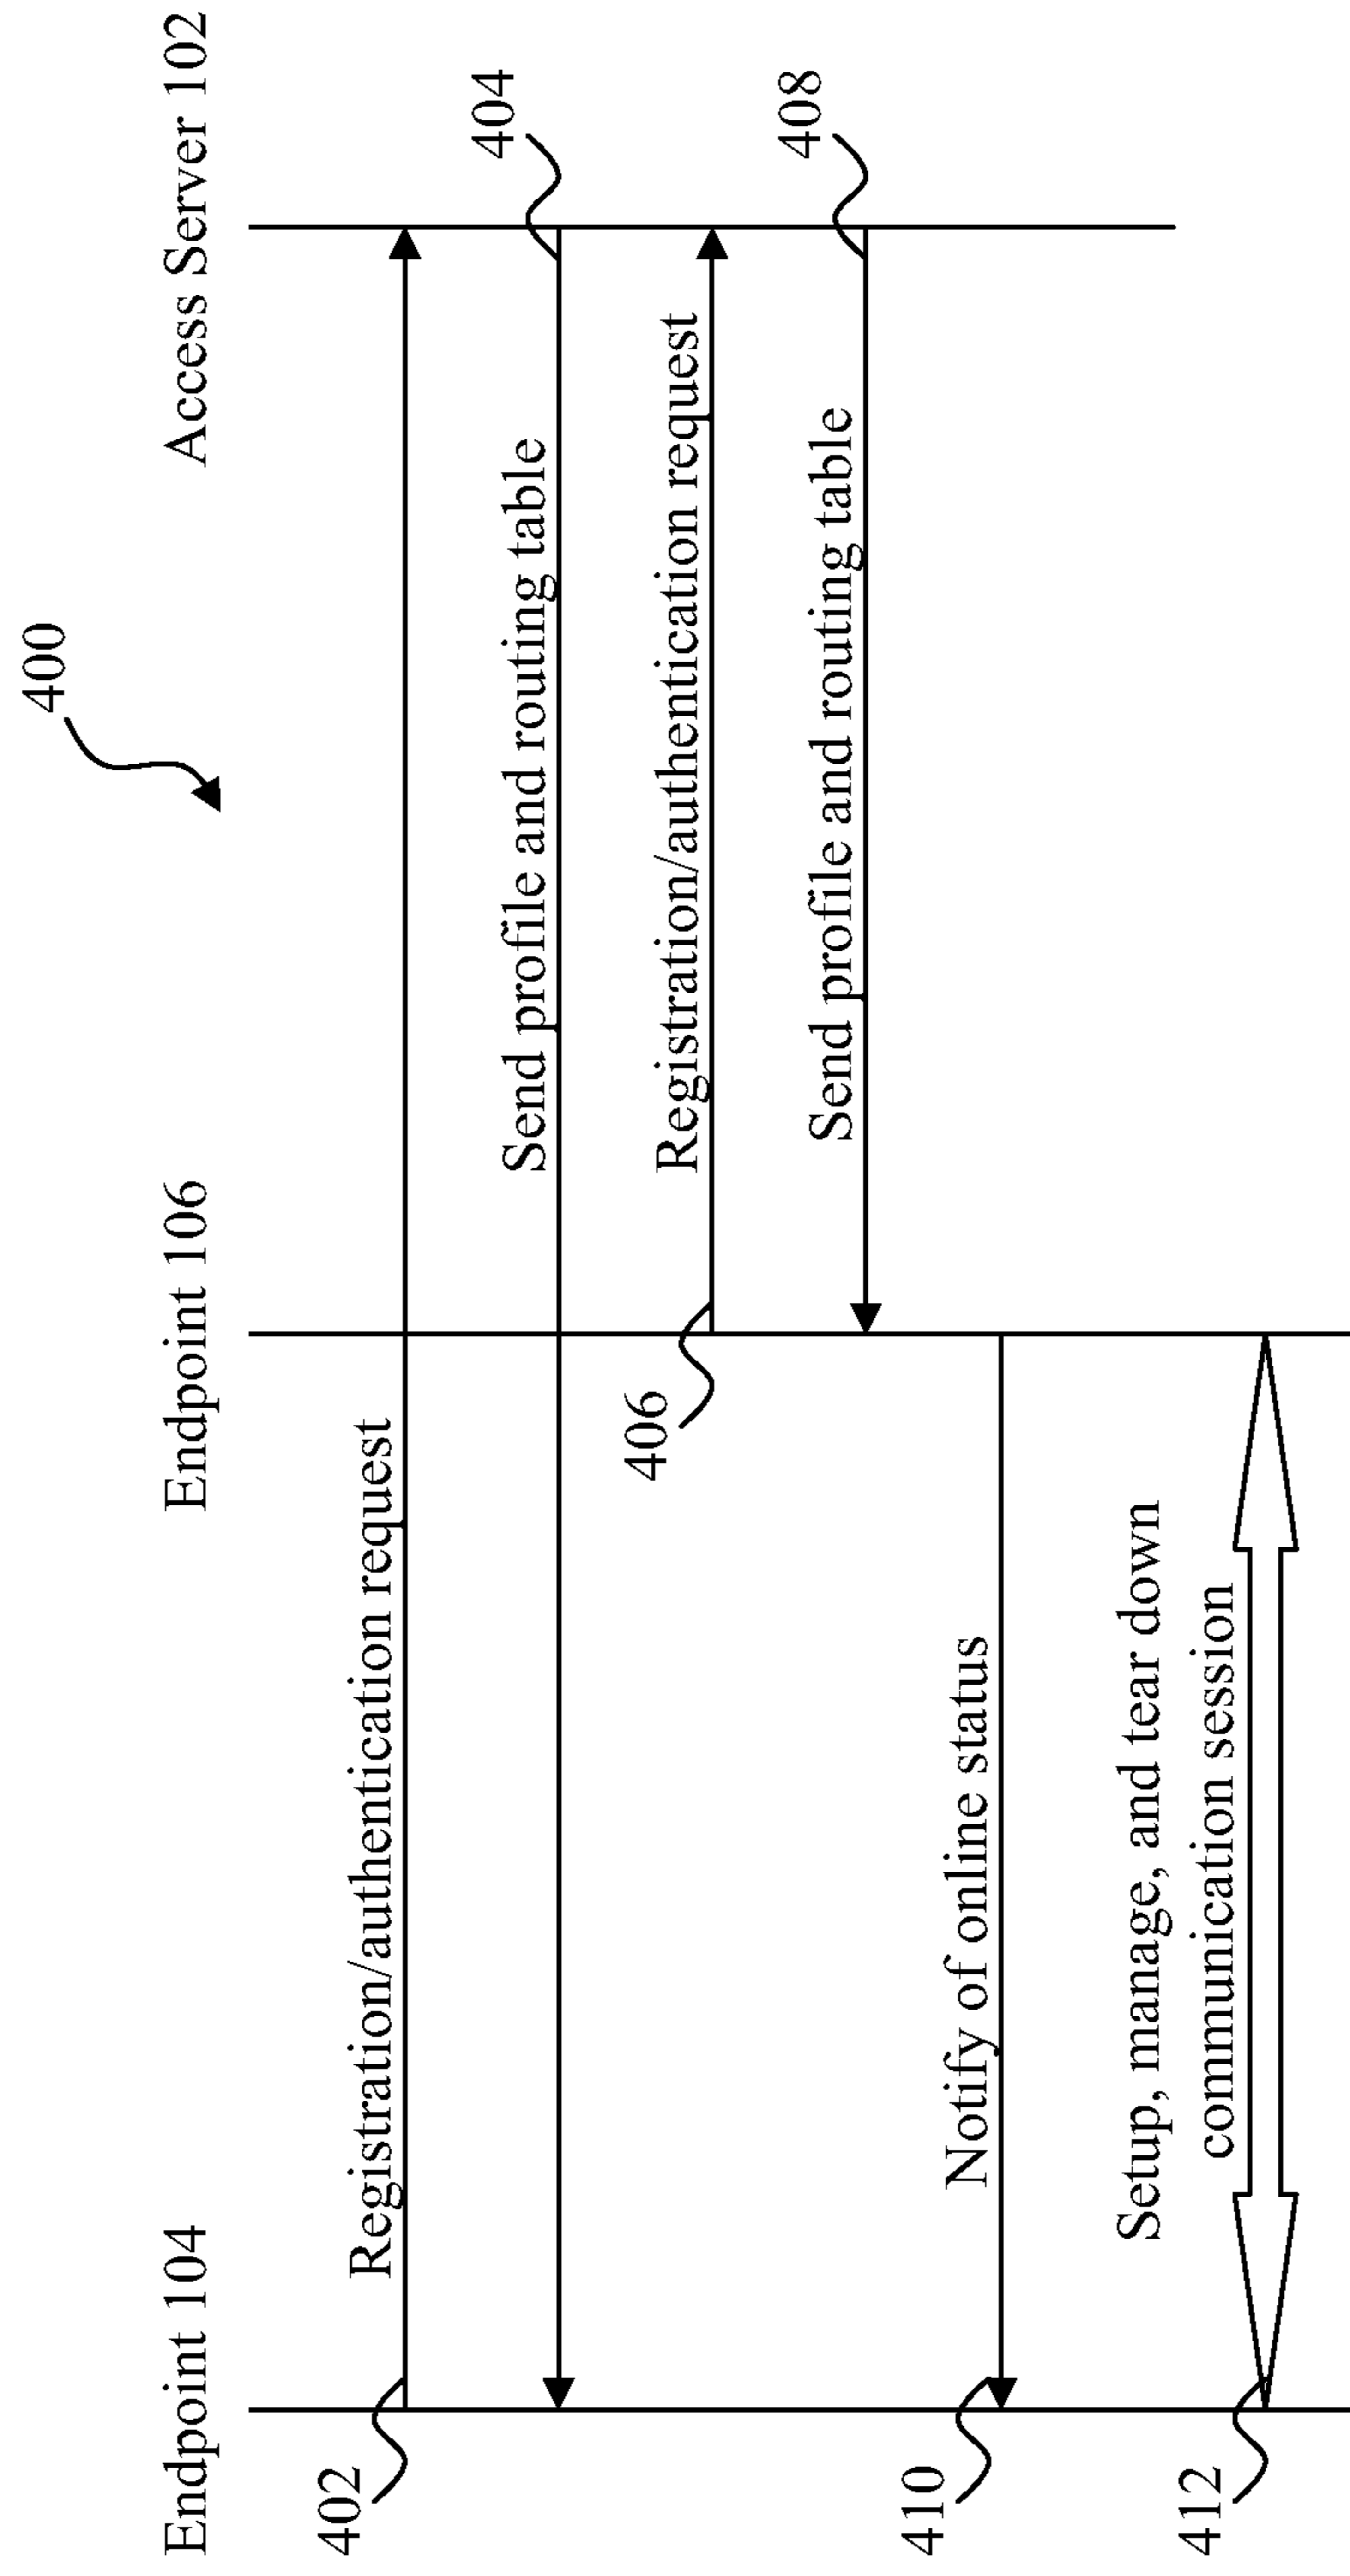 400
Endpoint 104
Endpoint 106
Access Server 102
402
Registration/authentication request
404
Send profile and routing table
406
Registration/authentication request
408
Send profile and routing table
410
Notify of online status
412
Setup, manage, and tear down
communication session